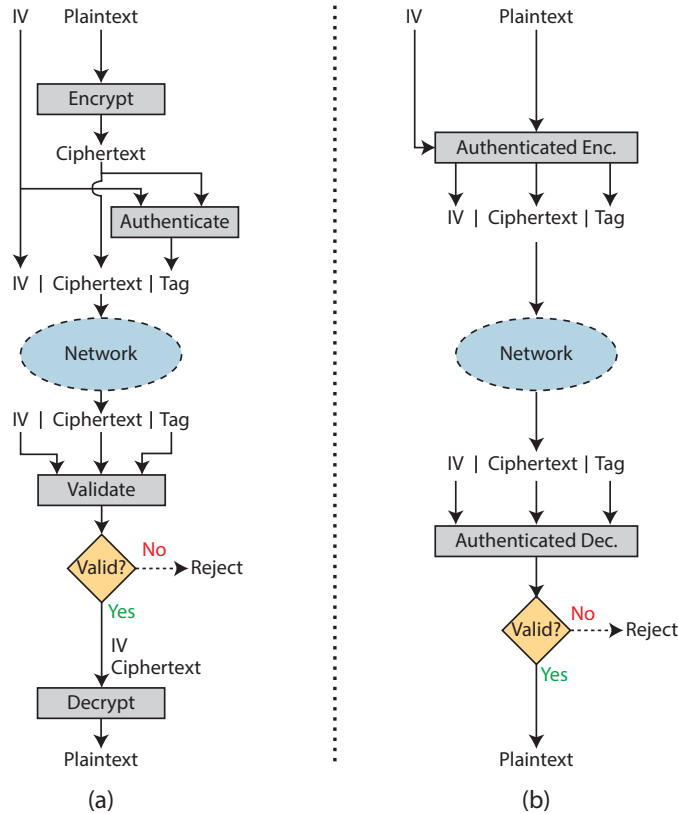 IV Plaintext
Encrypt
Ciphertext
Authenticate
IV | Ciphertext | Tag
Network
IV | Ciphertext | Tag
Validate
Valid?
No
Reject
Yes
IV
Ciphertext
Decrypt
Plaintext
(a)
IV Plaintext
Authenticated Enc.
IV | Ciphertext | Tag
Network
IV | Ciphertext | Tag
Authenticated Dec.
Valid?
No
Reject
Yes
Plaintext
(b)